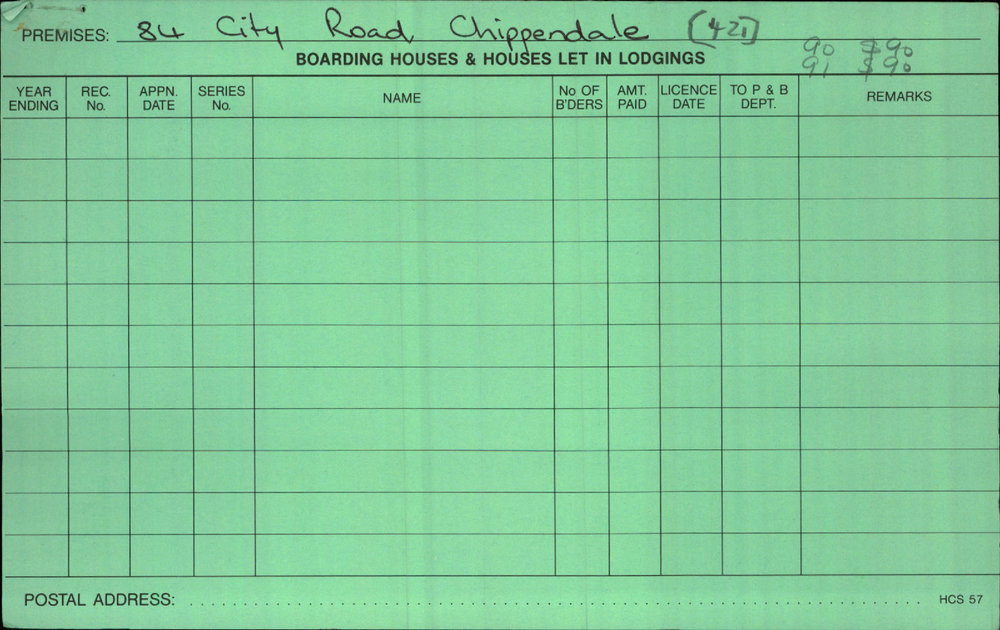 PREMISES: 84 City Road Chippendale [421]
90 $90
91 $90
BOARDING HOUSES & HOUSES LET IN LODGINGS
YEAR ENDING REC. No. APPN. DATE SERIES No. NAME No OF B'DERS AMT. PAID LICENCE DATE TO P & B DEPT. REMARKS
POSTAL ADDRESS: HCS 57